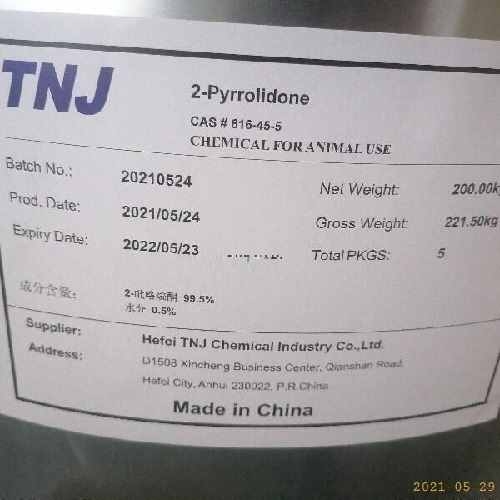 TNJ
2-Pyrrolidone
CAS # 616-45-5
CHEMICAL FOR ANIMAL USE
Batch No.: 20210524 Net Weight: 200.00k
Prod. Date: 2021/05/24 Gross Weight: 221.50kg
Expiry Date: 2022/05/23 Total PKGS: 5
成分含量: 2-吡咯烷酮 99.5%
水分 0.5%
Supplier: Hefei TNJ Chemical Industry Co.,Ltd.
Address: D1508 Xincheng Business Center, Qianshan Road,
Hefei City, Anhui 230022, P.R.China
Made in China
2021 05 29